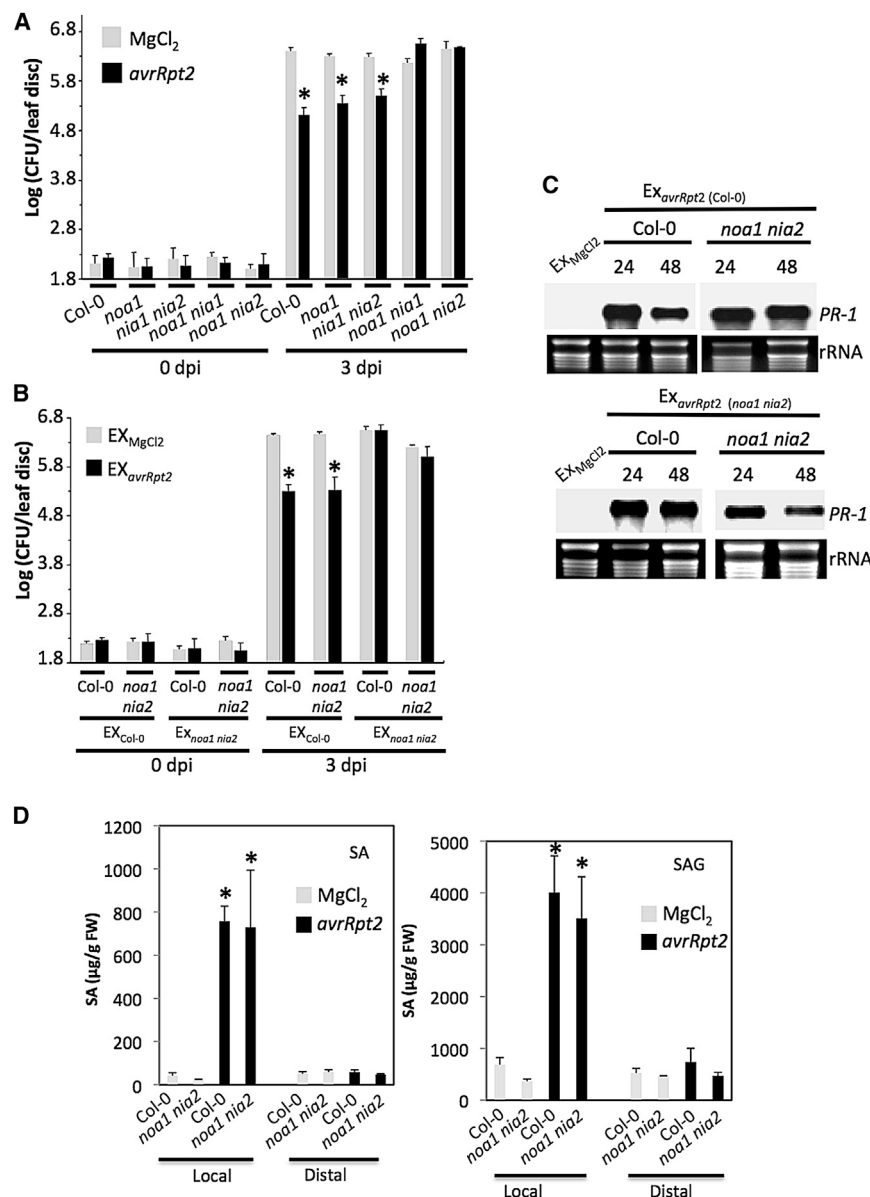 A
MgCl2
avrRpt2
Log (CFU/leaf disc)
6.8
5.8
4.8
3.8
2.8
1.8
* * *
Col-0 noa1 nia1 nia2 noa1 nia1 noa1 nia2 Col-0 noa1 nia1 nia2 noa1 nia1 noa1 nia2
0 dpi 3 dpi
B
EXMgCl2
EXavrRpt2
Log (CFU/leaf disc)
6.8
5.8
4.8
3.8
2.8
1.8
* *
Col-0 noa1 Col-0 noa1 Col-0 noa1 Col-0 noa1
nia2 nia2 nia2 nia2
EXCol-0 Exnoa1 nia2 EXCol-0 EXnoa1 nia2
0 dpi 3 dpi
C
ExavrRpt2 (Col-0)
ExMgCl2 Col-0 noa1 nia2
24 48 24 48
PR-1
rRNA
ExavrRpt2 (noa1 nia2)
ExMgCl2 Col-0 noa1 nia2
24 48 24 48
PR-1
rRNA
D
SA
MgCl2
avrRpt2
SA (µg/g FW)
1200
1000
800
600
400
200
0
* *
Col-0 noa1 nia2 Col-0 noa1 nia2 Col-0 noa1 nia2 Col-0 noa1 nia2
Local Distal
SAG
MgCl2
avrRpt2
SA (µg/g FW)
5000
4000
3000
2000
1000
0
* *
Col-0 noa1 nia2 Col-0 noa1 nia2 Col-0 noa1 nia2 Col-0 noa1 nia2
Local Distal